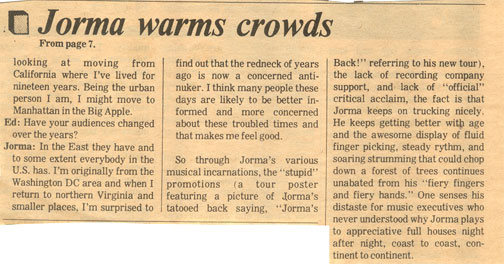 Jorma warms crowds
From page 7.
looking at moving from
California where I've lived for
nineteen years. Being the urban
person I am, I might move to
Manhattan in the Big Apple.
Ed: Have your audiences changed
over the years?
Jorma: In the East they have and
to some extent everybody in the
U.S. has. I'm originally from the
Washington DC area and when I
return to northern Virginia and
smaller places, I'm surprised to
find out that the redneck of years
ago is now a concerned anti-
nuker. I think many people these
days are likely to be better in-
formed and more concerned
about these troubled times and
that makes me feel good.
So through Jorma's various
musical incarnations, the "stupid"
promotions (a tour poster
featuring a picture of Jorma's
tatooed back saying, "Jorma's
Back!" referring to his new tour),
the lack of recording company
support, and lack of "official"
critical acclaim, the fact is that
Jorma keeps on trucking nicely.
He keeps getting better with age
and the awesome display of fluid
finger picking, steady rythm, and
soaring strumming that could chop
down a forest of trees continues
unabated from his "fiery fingers
and fiery hands." One senses his
distaste for music executives who
never understood why Jorma plays
to appreciative full houses night
after night, coast to coast, con-
tinent to continent.